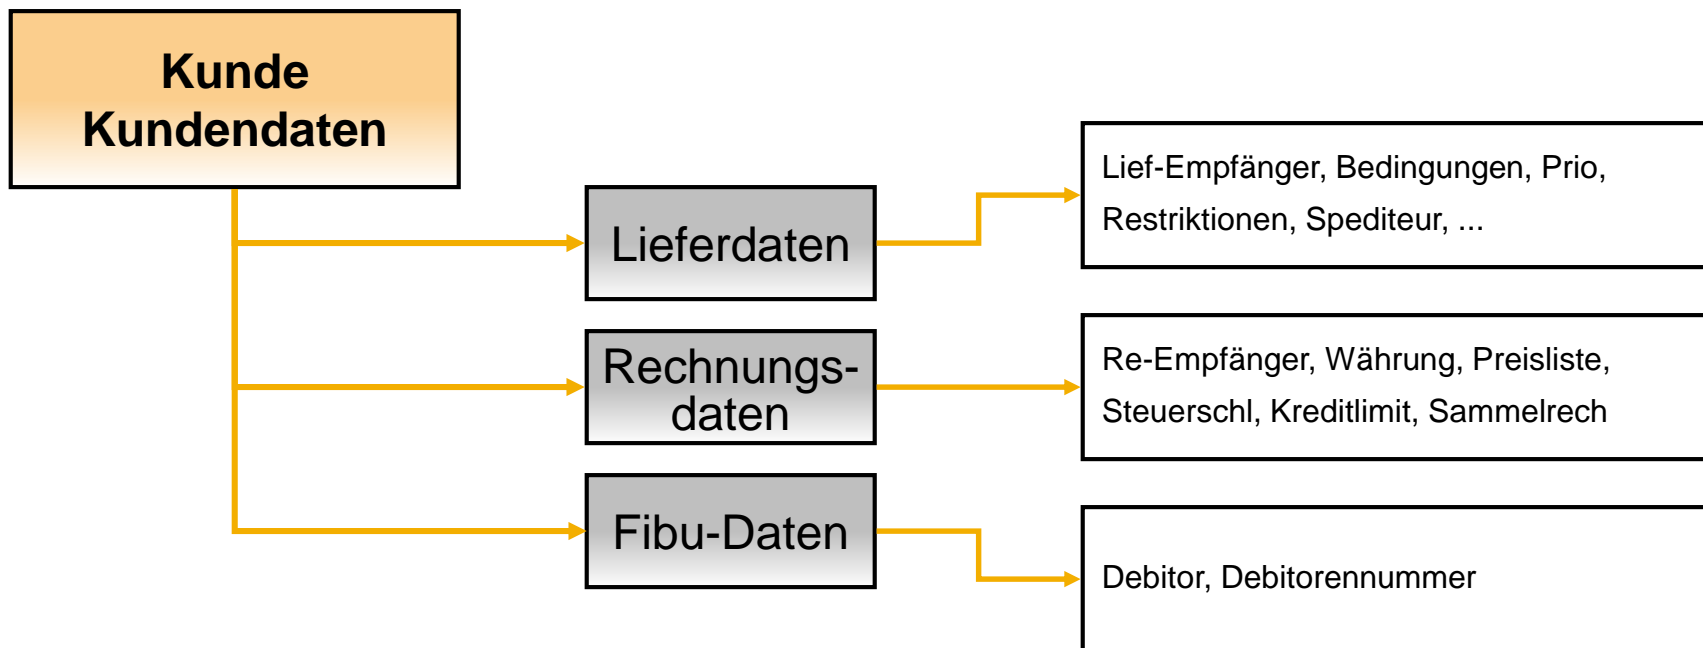 Kunde
Kundendaten
Lieferdaten
Lief-Empfänger, Bedingungen, Prio,
Restriktionen, Spediteur, ...
Rechnungs-
daten
Re-Empfänger, Währung, Preisliste,
Steuerschl, Kreditlimit, Sammelrech
Fibu-Daten
Debitor, Debitorennummer